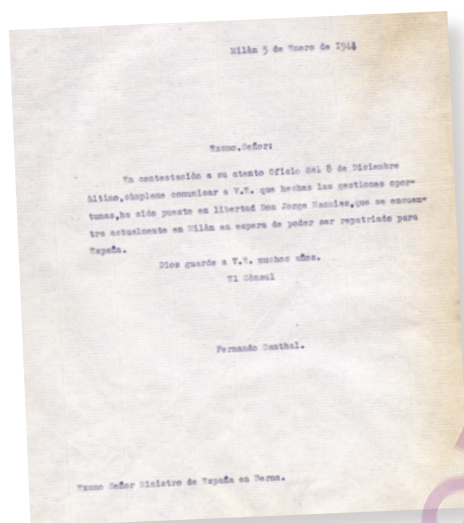 Milán 5 de Enero de 1944
Excmo.Señor:
En contestación a su atento Oficio del 8 de Diciembre
último,cúmpleme comunicar a V.E. que hechas las gestiones opor-
tunas,ha sido puesto en libertad Don Jorge que se encuen-
tra actualmente en Milán en espera de poder ser repatriado para
España.
Dios guarde a V.E. muchos años.
El Cónsul
Fernando Canthal.
Excmo Señor Ministro de España en Berna.